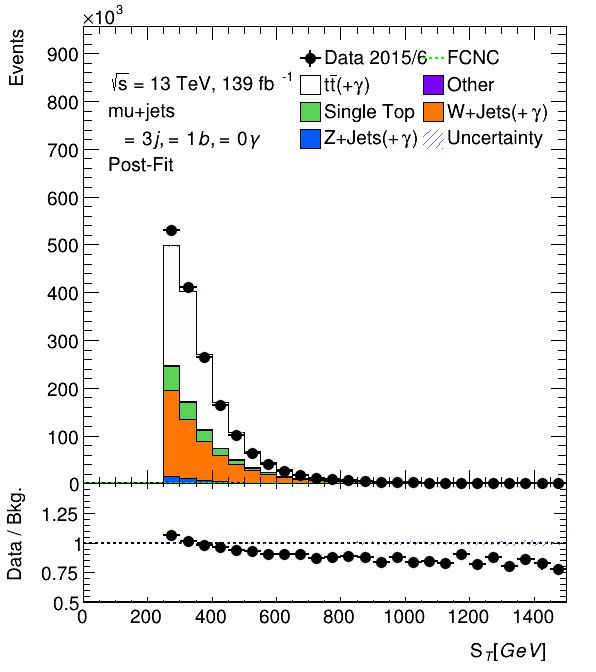 ×10³
Events
900
800
700
600
500
400
300
200
100
0
√s = 13 TeV, 139 fb⁻¹
mu+jets
= 3j, = 1b, = 0γ
Post-Fit
Data 2015/6 FCNC
tt̄(+γ) Other
Single Top W+Jets(+γ)
Z+Jets(+γ) Uncertainty
Data / Bkg.
1.25
1
0.75
0.5
0 200 400 600 800 1000 1200 1400
S_T[GeV]